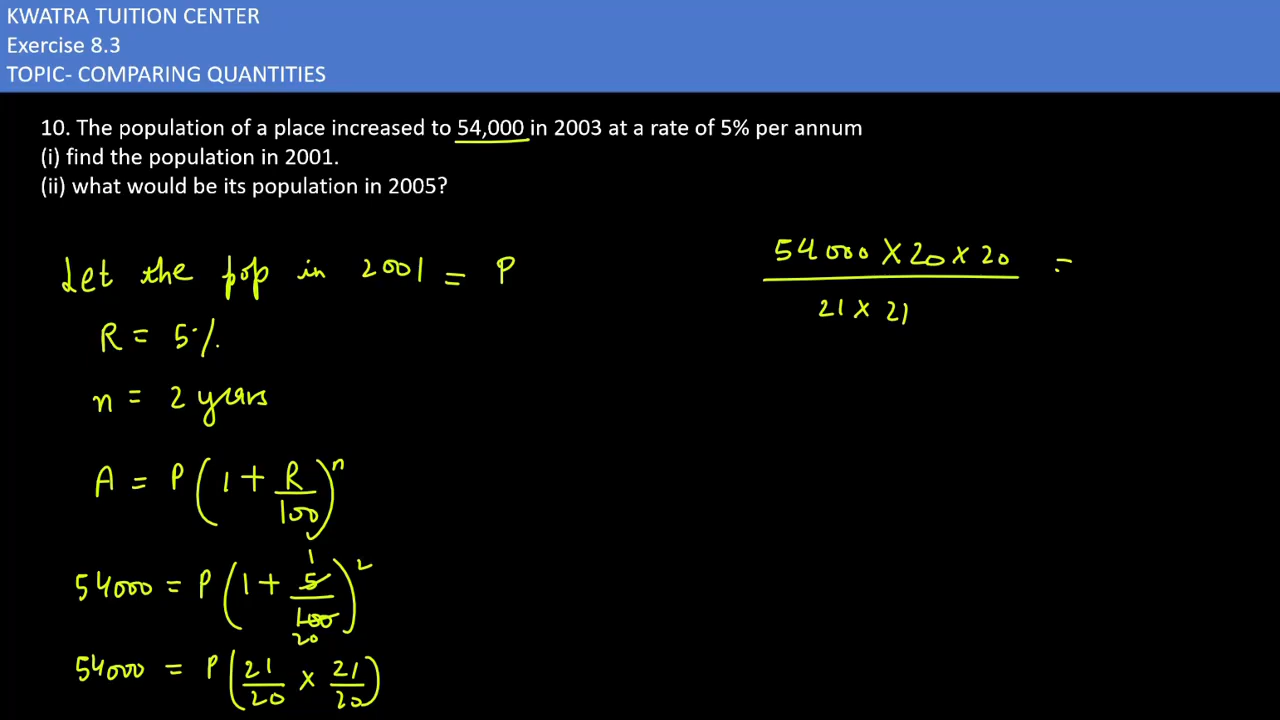 KWATRA TUITION CENTER
Exercise 8.3
TOPIC- COMPARING QUANTITIES
10. The population of a place increased to 54,000 in 2003 at a rate of 5% per annum
(i) find the population in 2001.
(ii) what would be its population in 2005?
Let the pop in 2001 = P
R = 5%
n = 2 years
A = P(1 + R/100)^n
54000 = P(1 + 5/100)^2
1
20
54000 = P(21/20 × 21/20)
54000 × 20 × 20 =
21 × 21